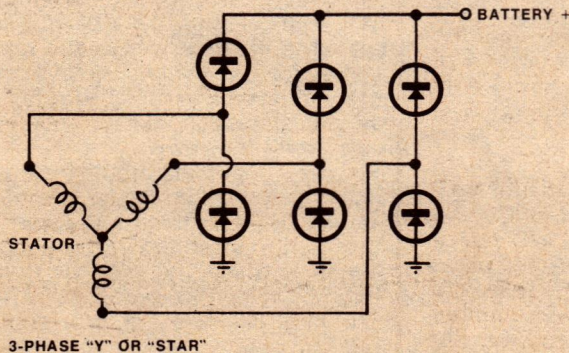 BATTERY +
STATOR
3-PHASE "Y" OR "STAR"